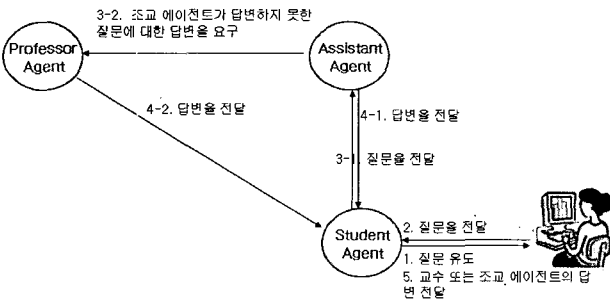 3-2. 조교 에이전트가 답변하지 못한
질문에 대한 답변을 요구
Professor
Agent
Assistant
Agent
4-2. 답변을 전달
4-1. 답변을 전달
3-1. 질문을 전달
Student
Agent
2. 질문을 전달
1. 질문 유도
5. 교수 또는 조교 에이전트의 답
변 전달